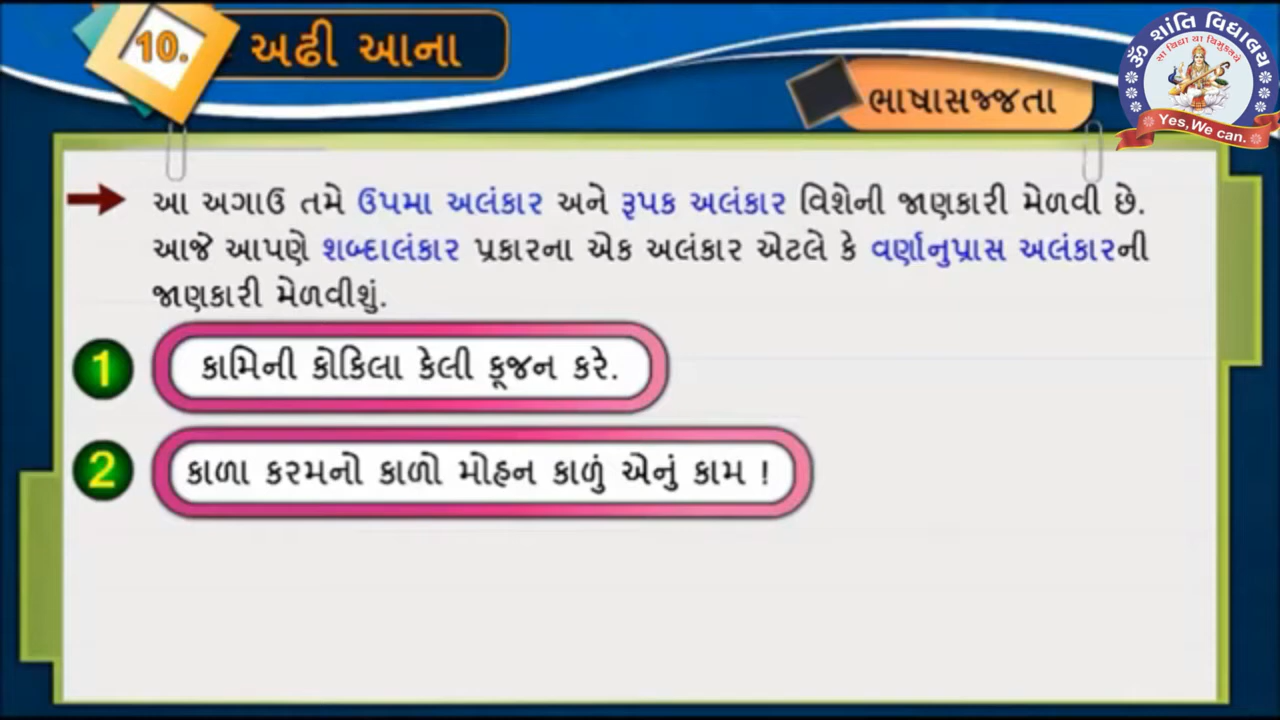 10. અઢી આના
ૐ શાંતિ વિદ્યાલય
સા વિદ્યા યા વિમુક્તયે
Yes, We can.
ભાષાસજ્જતા
આ અગાઉ તમે ઉપમા અલંકાર અને રૂપક અલંકાર વિશેની જાણકારી મેળવી છે.
આજે આપણે શબ્દાલંકાર પ્રકારના એક અલંકાર એટલે કે વર્ણાનુપ્રાસ અલંકારની
જાણકારી મેળવીશું.
1 કામિની કોકિલા કેલી કૂજન કરે.
2 કાળા કરમનો કાળો મોહન કાળું એનું કામ !